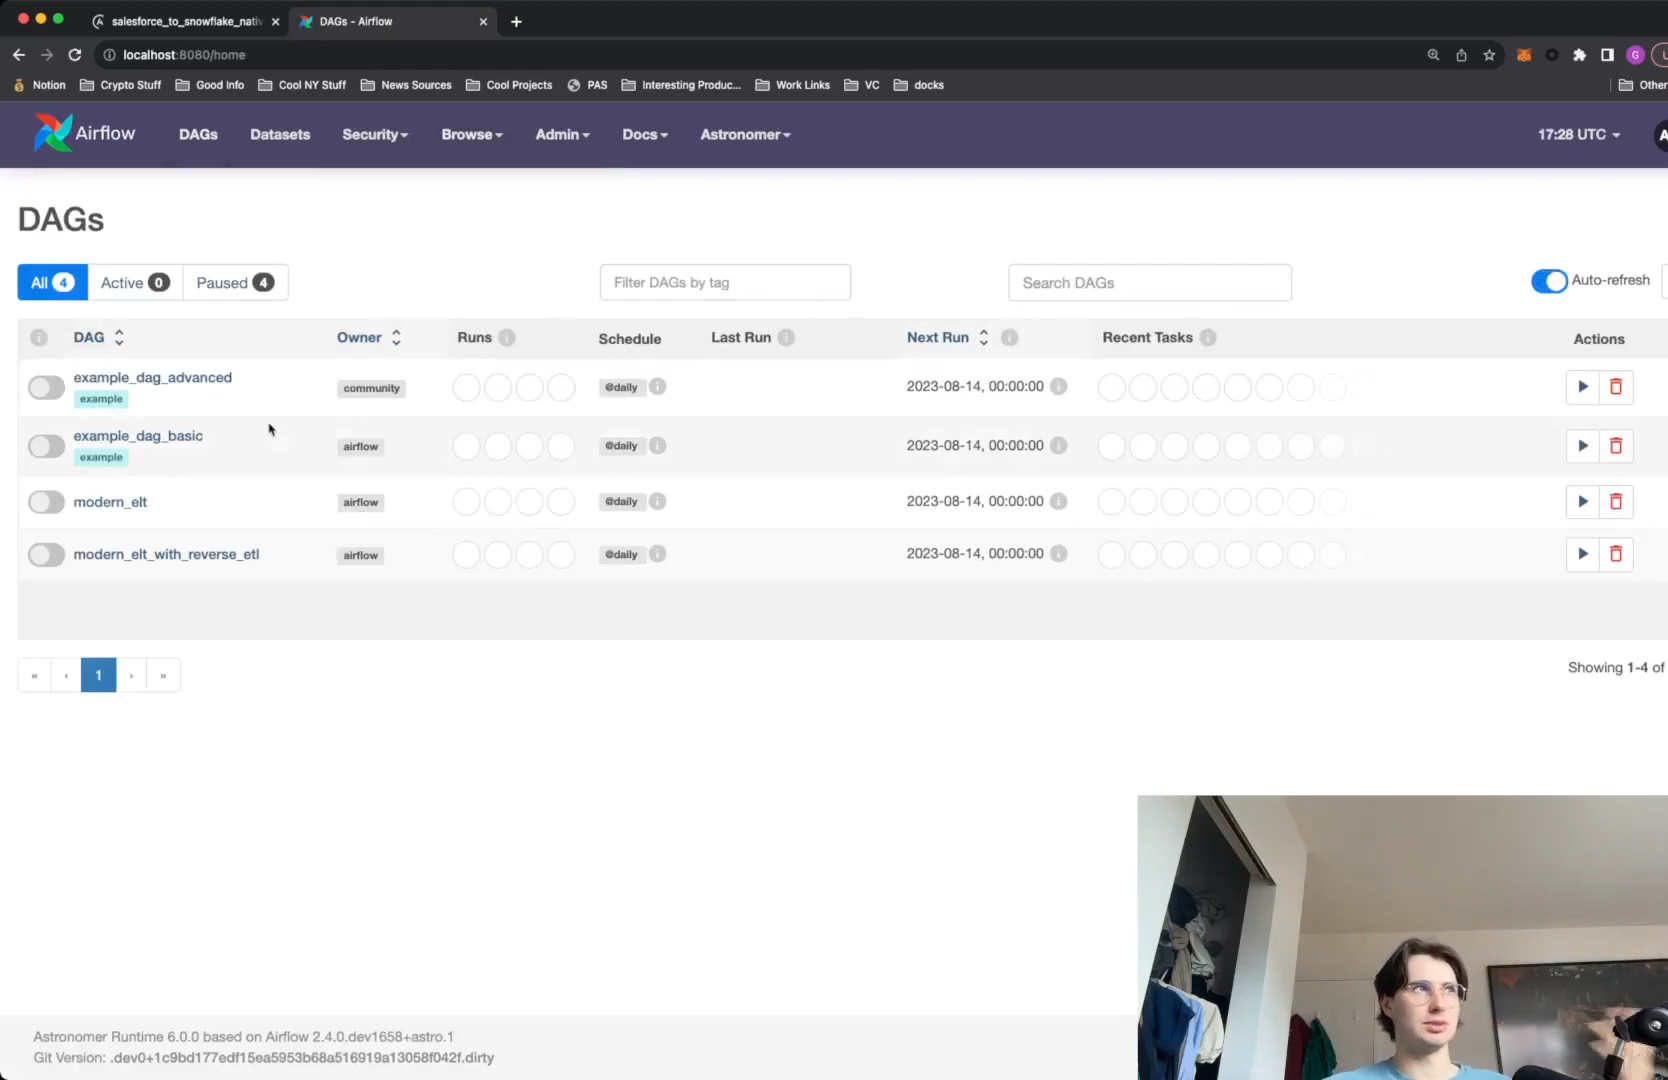 salesforce_to_snowflake_nativ
DAGs - Airflow
localhost:8080/home
G
Notion
Crypto Stuff
Good Info
Cool NY Stuff
News Sources
Cool Projects
PAS
Interesting Produc...
Work Links
VC
docks
Other
Airflow
DAGs
Datasets
Security
Browse
Admin
Docs
Astronomer
17:28 UTC
A
DAGs
All 4
Active 0
Paused 4
Filter DAGs by tag
Search DAGs
Auto-refresh
DAG
Owner
Runs
Schedule
Last Run
Next Run
Recent Tasks
Actions
example_dag_advanced
example
community
@daily
2023-08-14, 00:00:00
example_dag_basic
example
airflow
@daily
2023-08-14, 00:00:00
modern_elt
airflow
@daily
2023-08-14, 00:00:00
modern_elt_with_reverse_etl
airflow
@daily
2023-08-14, 00:00:00
« ‹ 1 › »
Showing 1-4 of
Astronomer Runtime 6.0.0 based on Airflow 2.4.0.dev1658+astro.1
Git Version: .dev0+1c9bd177edf15ea5953b68a516919a13058f042f.dirty